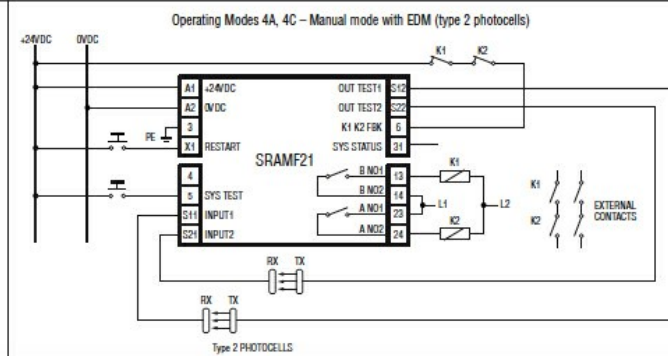 Operating Modes 4A, 4C – Manual mode with EDM (type 2 photocells)
+24VDC 0VDC
K1 K2
A1 +24VDC OUT TEST1 S12
A2 0VDC OUT TEST2 S22
PE 3 K1 K2 FBK 6
X1 RESTART SYS STATUS 31
SRAMF21
4 B NO1 13 K1
5 SYS TEST B NO2 14 L1 L2
S11 INPUT1 A NO1 23
S21 INPUT2 A NO2 24 K2
K1
K2
EXTERNAL
CONTACTS
RX TX
RX TX
Type 2 PHOTOCELLS